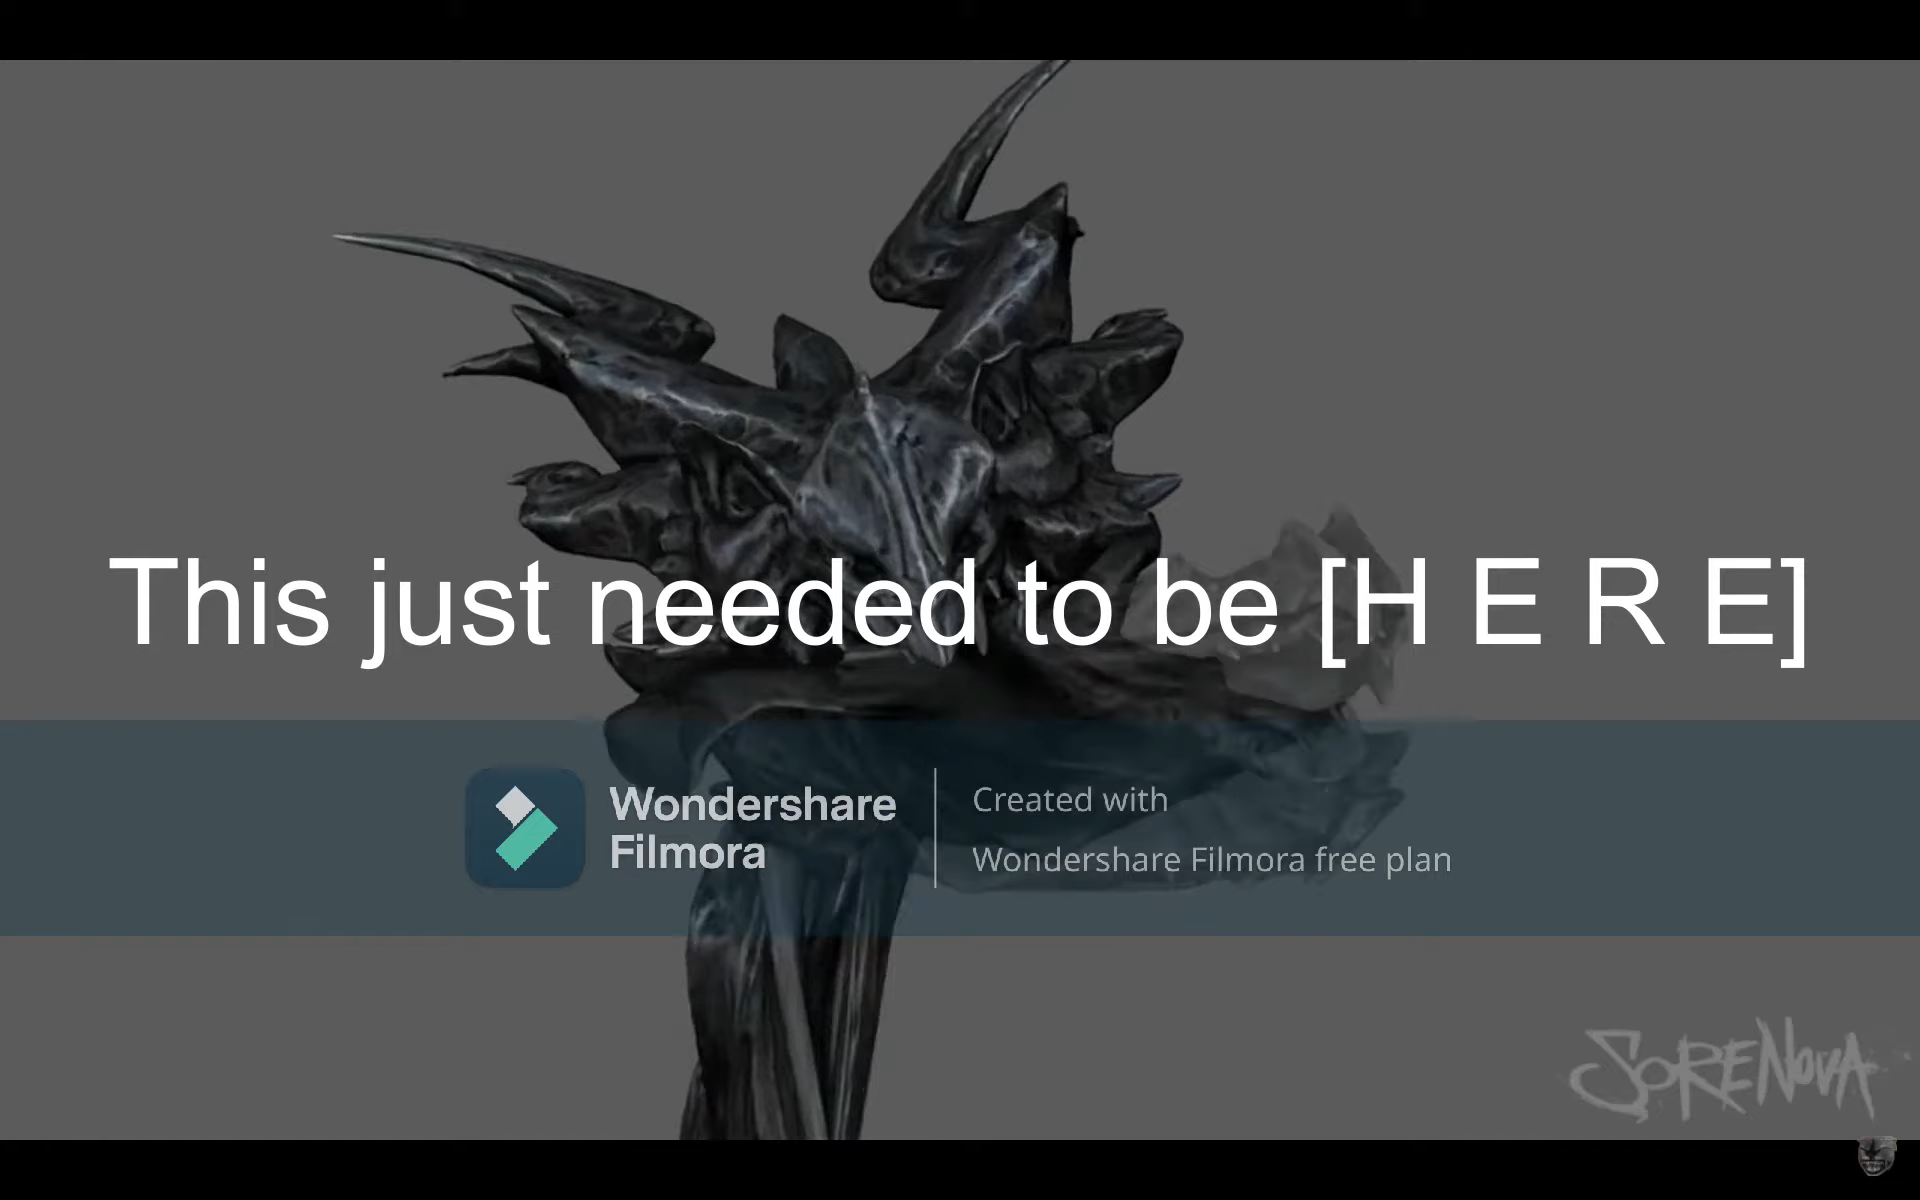 This just needed to be [H E R E]
Wondershare
Filmora
Created with
Wondershare Filmora free plan
SORENOVA